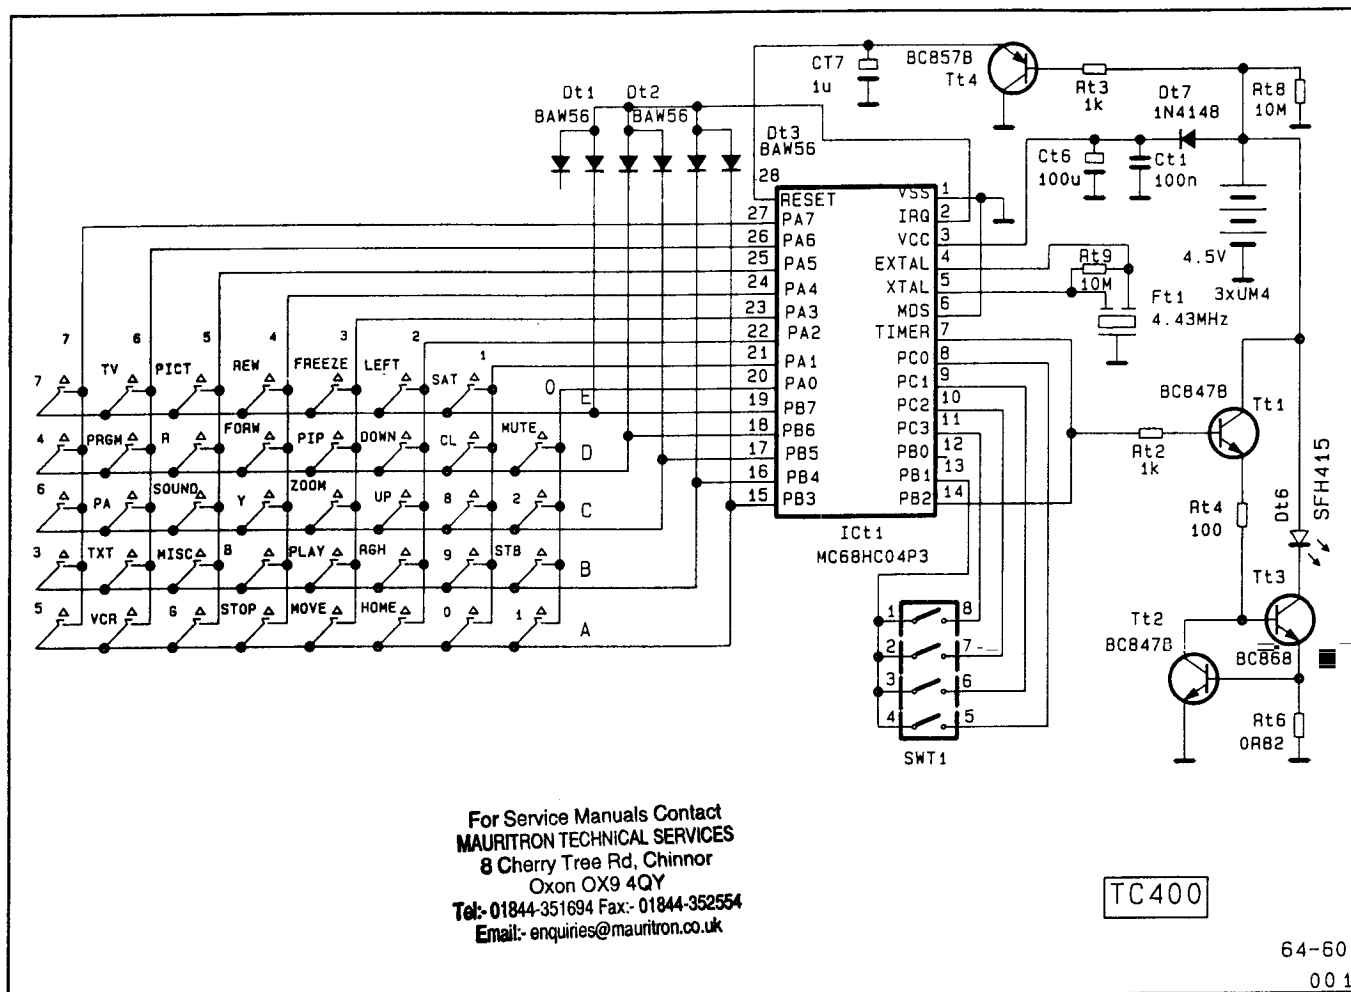 CT7
1u
BC857B
Tt4
Rt3
1k
Dt7
1N4148
Rt8
10M
Dt1
BAW56
Dt2
BAW56
Dt3
BAW56
Ct6
100u
Ct1
100n
4.5V
3xUM4
28 RESET
27 PA7
26 PA6
25 PA5
24 PA4
23 PA3
22 PA2
21 PA1
20 PA0
19 PB7
18 PB6
17 PB5
16 PB4
15 PB3
VSS 1
IRQ 2
VCC 3
EXTAL 4
XTAL 5
MDS 6
TIMER 7
PC0 8
PC1 9
PC2 10
PC3 11
PB0 12
PB1 13
PB2 14
ICt1
MC68HC04P3
Rt9
10M
Ft1
4.43MHz
7 6 5 4 3 2 1 0
7 TV PICT REW FREEZE LEFT SAT E
4 PRGM R FORW PIP DOWN CL MUTE D
6 PA SOUND Y ZOOM UP 8 2 C
3 TXT MISC B PLAY RGH 9 STB B
5 VCR G STOP MOVE HOME 0 1 A
BC847B
Tt1
Rt2
1k
Rt4
100
Dt6
SFH415
Tt3
BC868
Tt2
BC847B
Rt6
0R82
1 8
2 7
3 6
4 5
SWT1
For Service Manuals Contact
MAURITRON TECHNICAL SERVICES
8 Cherry Tree Rd, Chinnor
Oxon OX9 4QY
Tel:- 01844-351694 Fax:- 01844-352554
Email:- enquiries@mauritron.co.uk
TC400
64-60
001